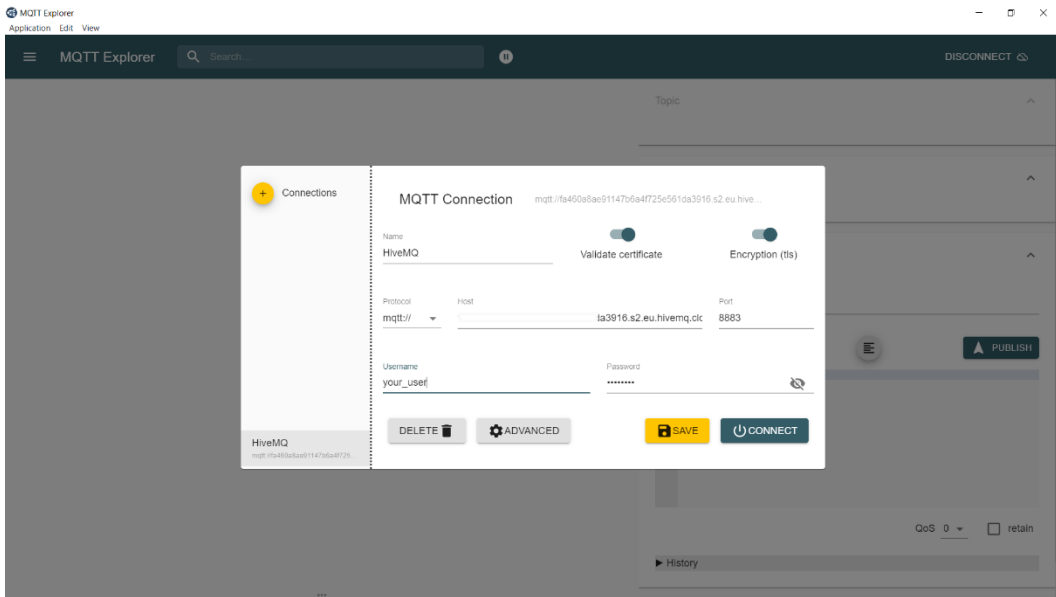 MQTT Explorer
Application Edit View
MQTT Explorer
Search...
DISCONNECT
Topic
Connections
MQTT Connection
mqtt://fa460a8ae91147b6a4f725e561da3916.s2.eu.hive...
Name
HiveMQ
Validate certificate
Encryption (tls)
Protocol
Host
Port
mqtt://
la3916.s2.eu.hivemq.clc
8883
PUBLISH
Username
Password
your_user
••••••••
DELETE
ADVANCED
SAVE
CONNECT
HiveMQ
QoS 0
retain
History